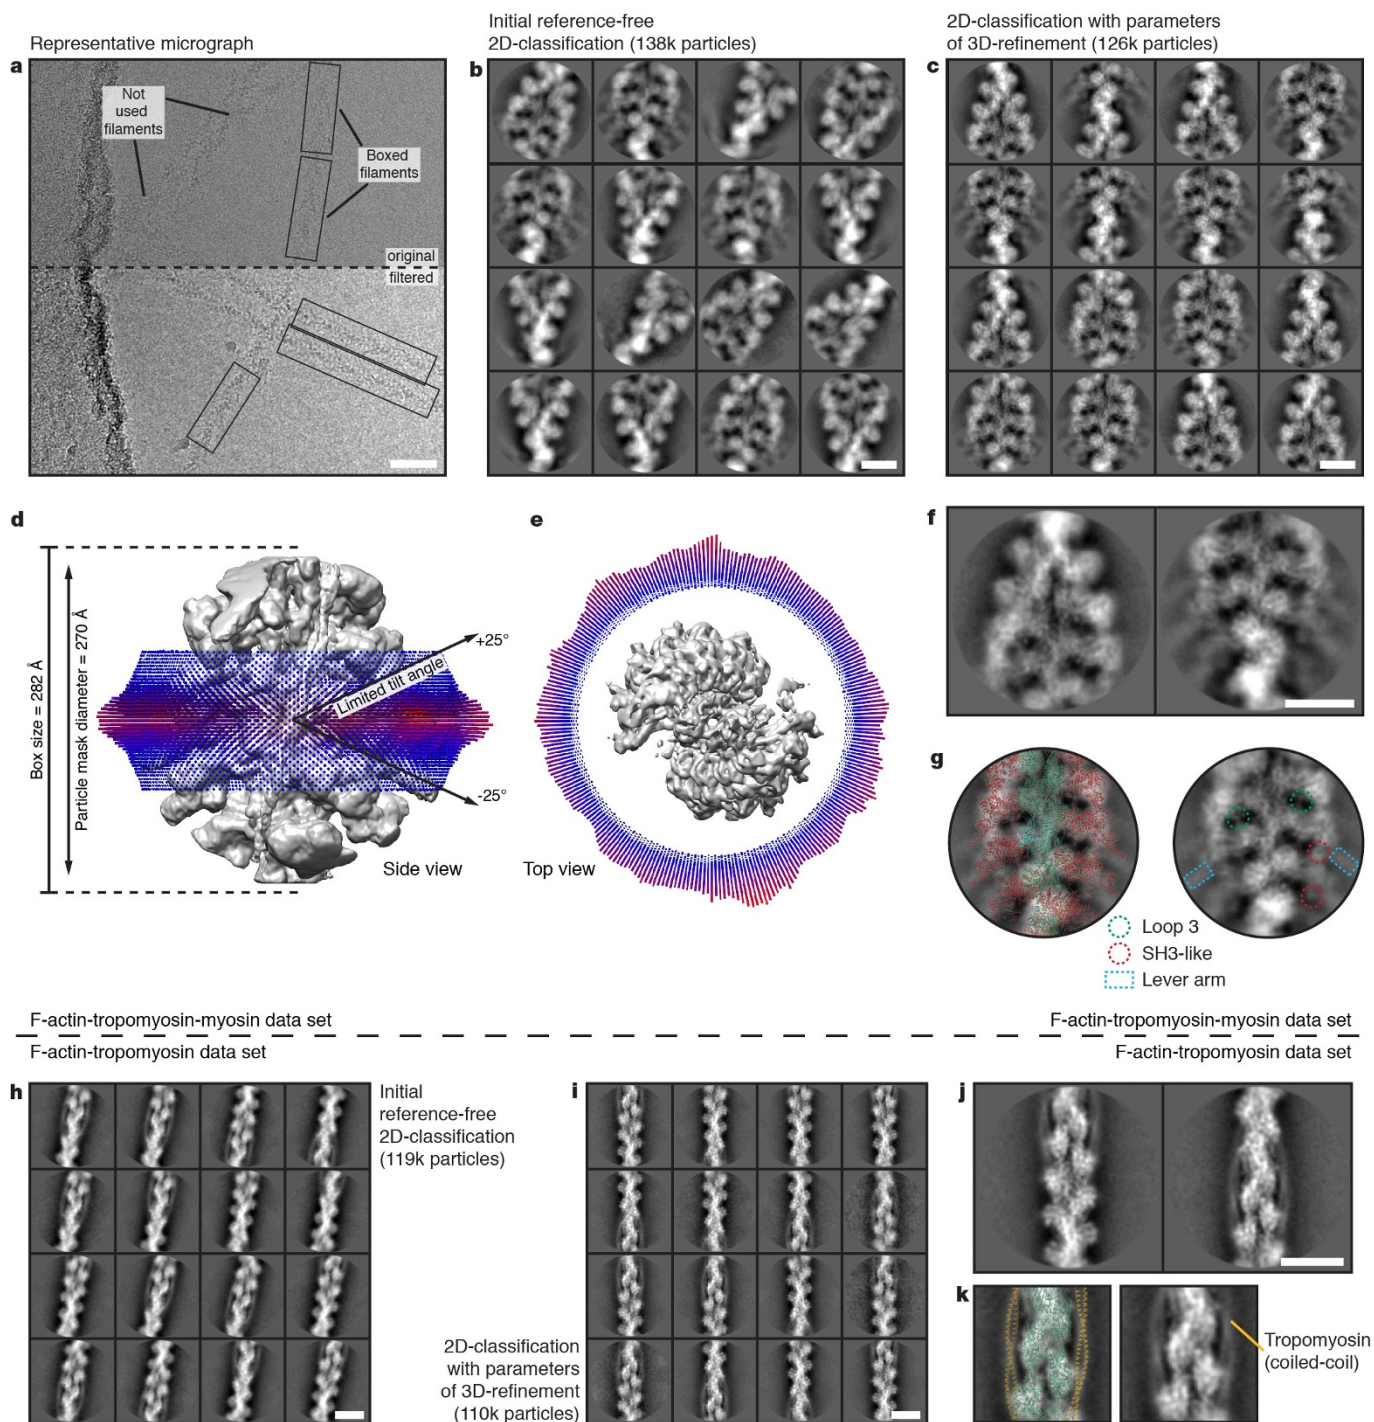 Representative micrograph
Initial reference-free
2D-classification (138k particles)
2D-classification with parameters
of 3D-refinement (126k particles)
a
Not
used
filaments
Boxed
filaments
original
filtered
b
c
d
Box size = 282 Å
Particle mask diameter = 270 Å
+25°
Limited tilt angle
-25°
Side view
e
Top view
f
g
Loop 3
SH3-like
Lever arm
F-actin-tropomyosin-myosin data set
F-actin-tropomyosin-myosin data set
F-actin-tropomyosin data set
F-actin-tropomyosin data set
h
Initial
reference-free
2D-classification
(119k particles)
i
2D-classification
with parameters
of 3D-refinement
(110k particles)
j
k
Tropomyosin
(coiled-coil)